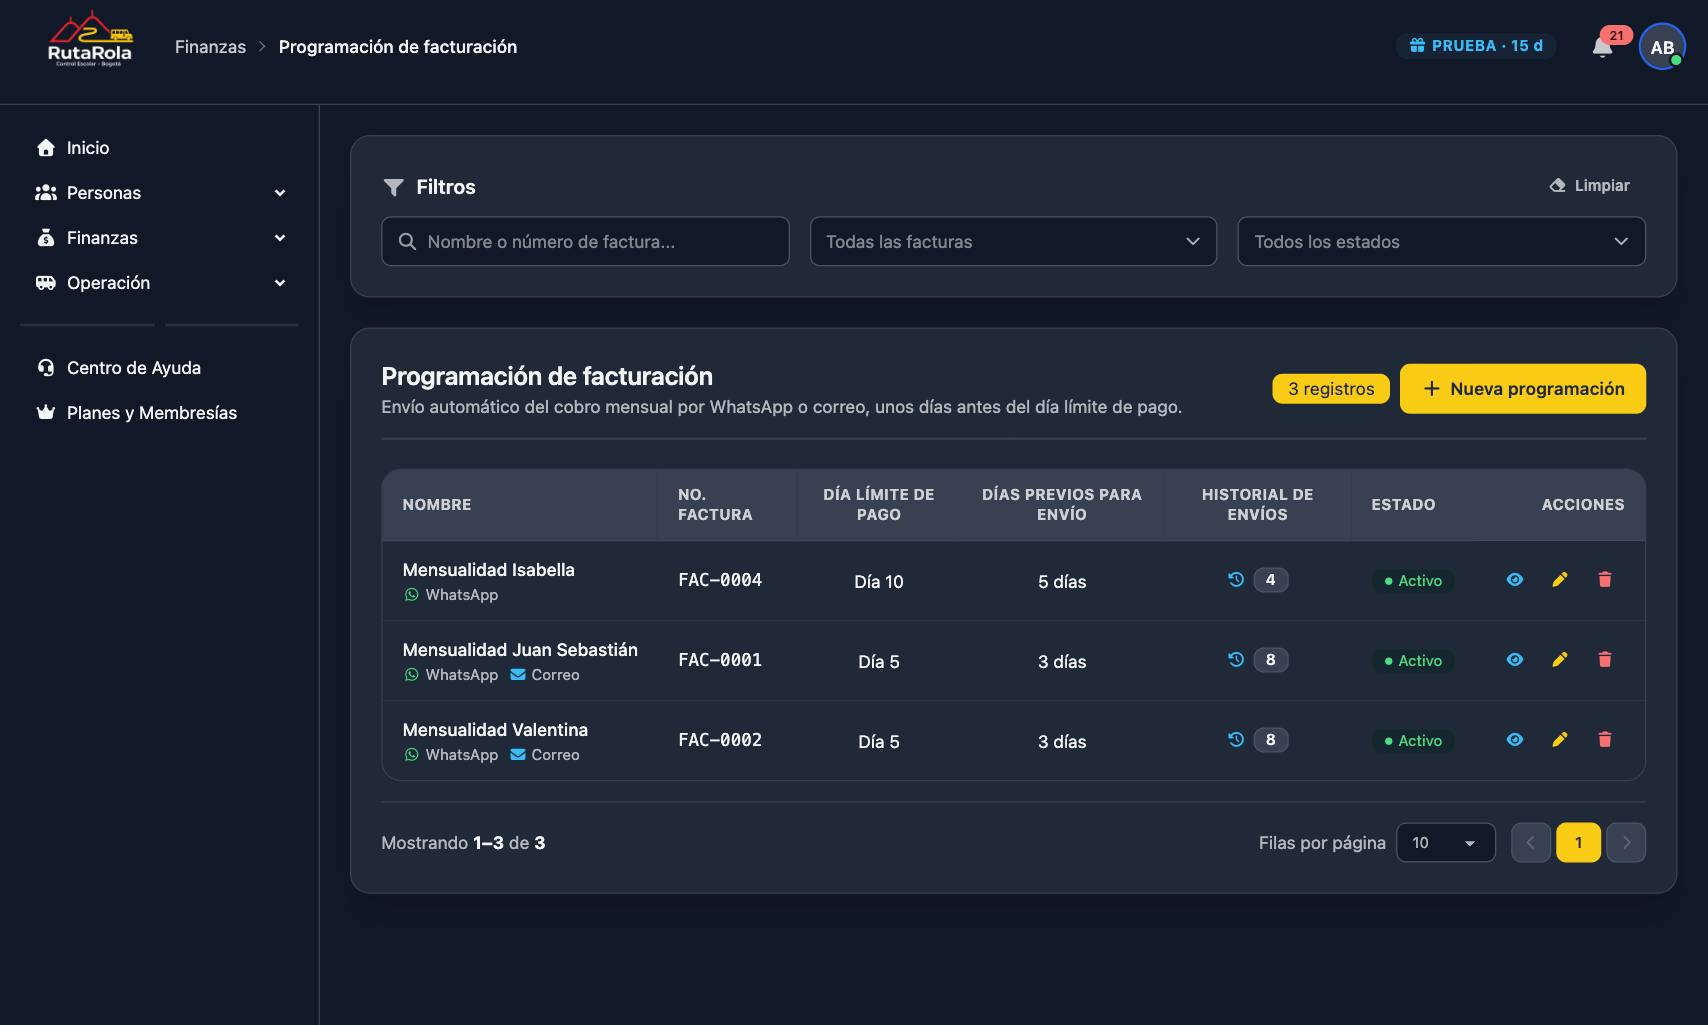 RutaRola
Control Escolar - Bogotá
Finanzas > Programación de facturación
PRUEBA · 15 d
21
AB
Inicio
Personas
Finanzas
Operación
Centro de Ayuda
Planes y Membresías
Filtros
Limpiar
Nombre o número de factura...
Todas las facturas
Todos los estados
Programación de facturación
Envío automático del cobro mensual por WhatsApp o correo, unos días antes del día límite de pago.
3 registros
+ Nueva programación
NOMBRE
NO.
FACTURA
DÍA LÍMITE DE
PAGO
DÍAS PREVIOS PARA
ENVÍO
HISTORIAL DE
ENVÍOS
ESTADO
ACCIONES
Mensualidad Isabella
WhatsApp
FAC-0004
Día 10
5 días
4
Activo
Mensualidad Juan Sebastián
WhatsApp Correo
FAC-0001
Día 5
3 días
8
Activo
Mensualidad Valentina
WhatsApp Correo
FAC-0002
Día 5
3 días
8
Activo
Mostrando 1–3 de 3
Filas por página
10
1